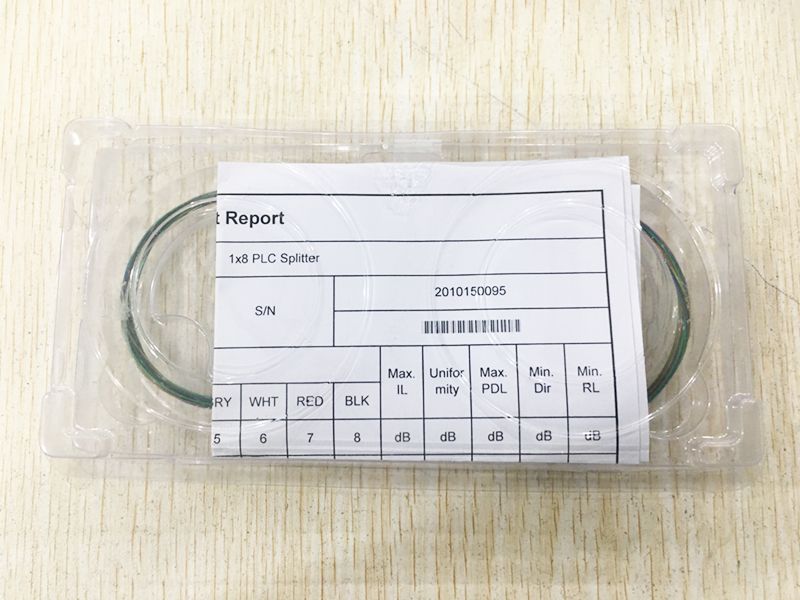 t Report
1x8 PLC Splitter
S/N
2010150095
Max. IL
Unifor mity
Max. PDL
Min. Dir
Min. RL
RY WHT RED BLK
5 6 7 8 dB dB dB dB dB